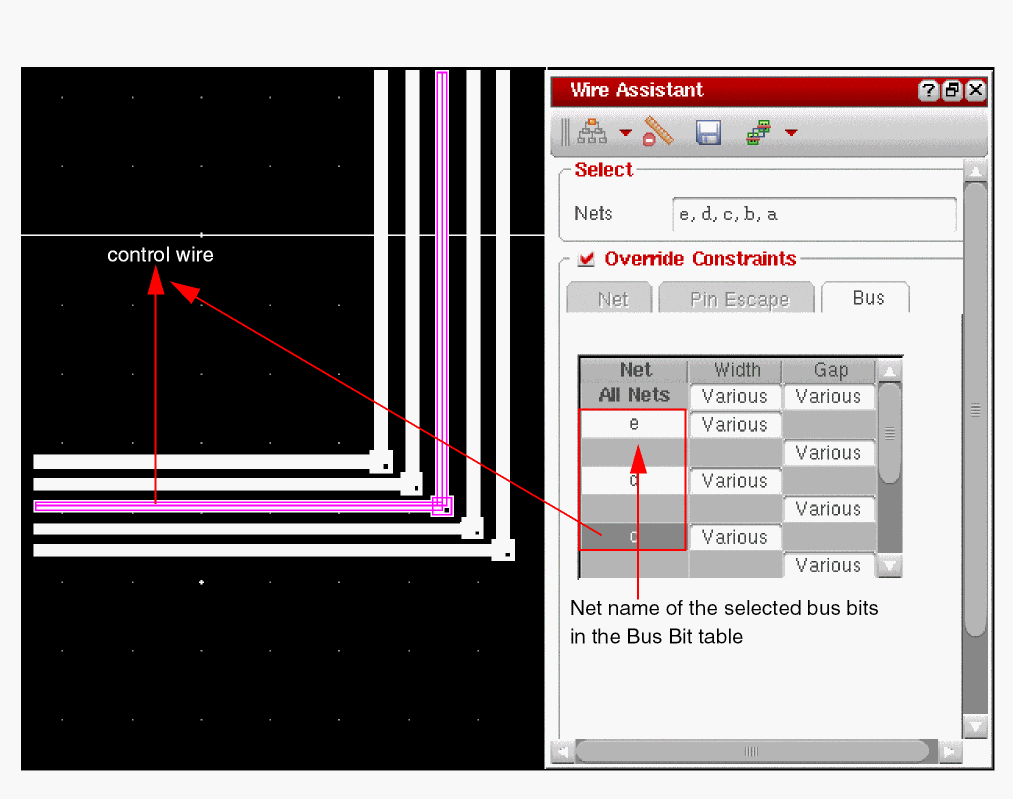 Wire Assistant
Select
Nets e, d, c, b, a
Override Constraints
Net Pin Escape Bus
Net Width Gap
All Nets Various Various
e Various
Various
d Various
Various
c Various
Various
control wire
Net name of the selected bus bits
in the Bus Bit table